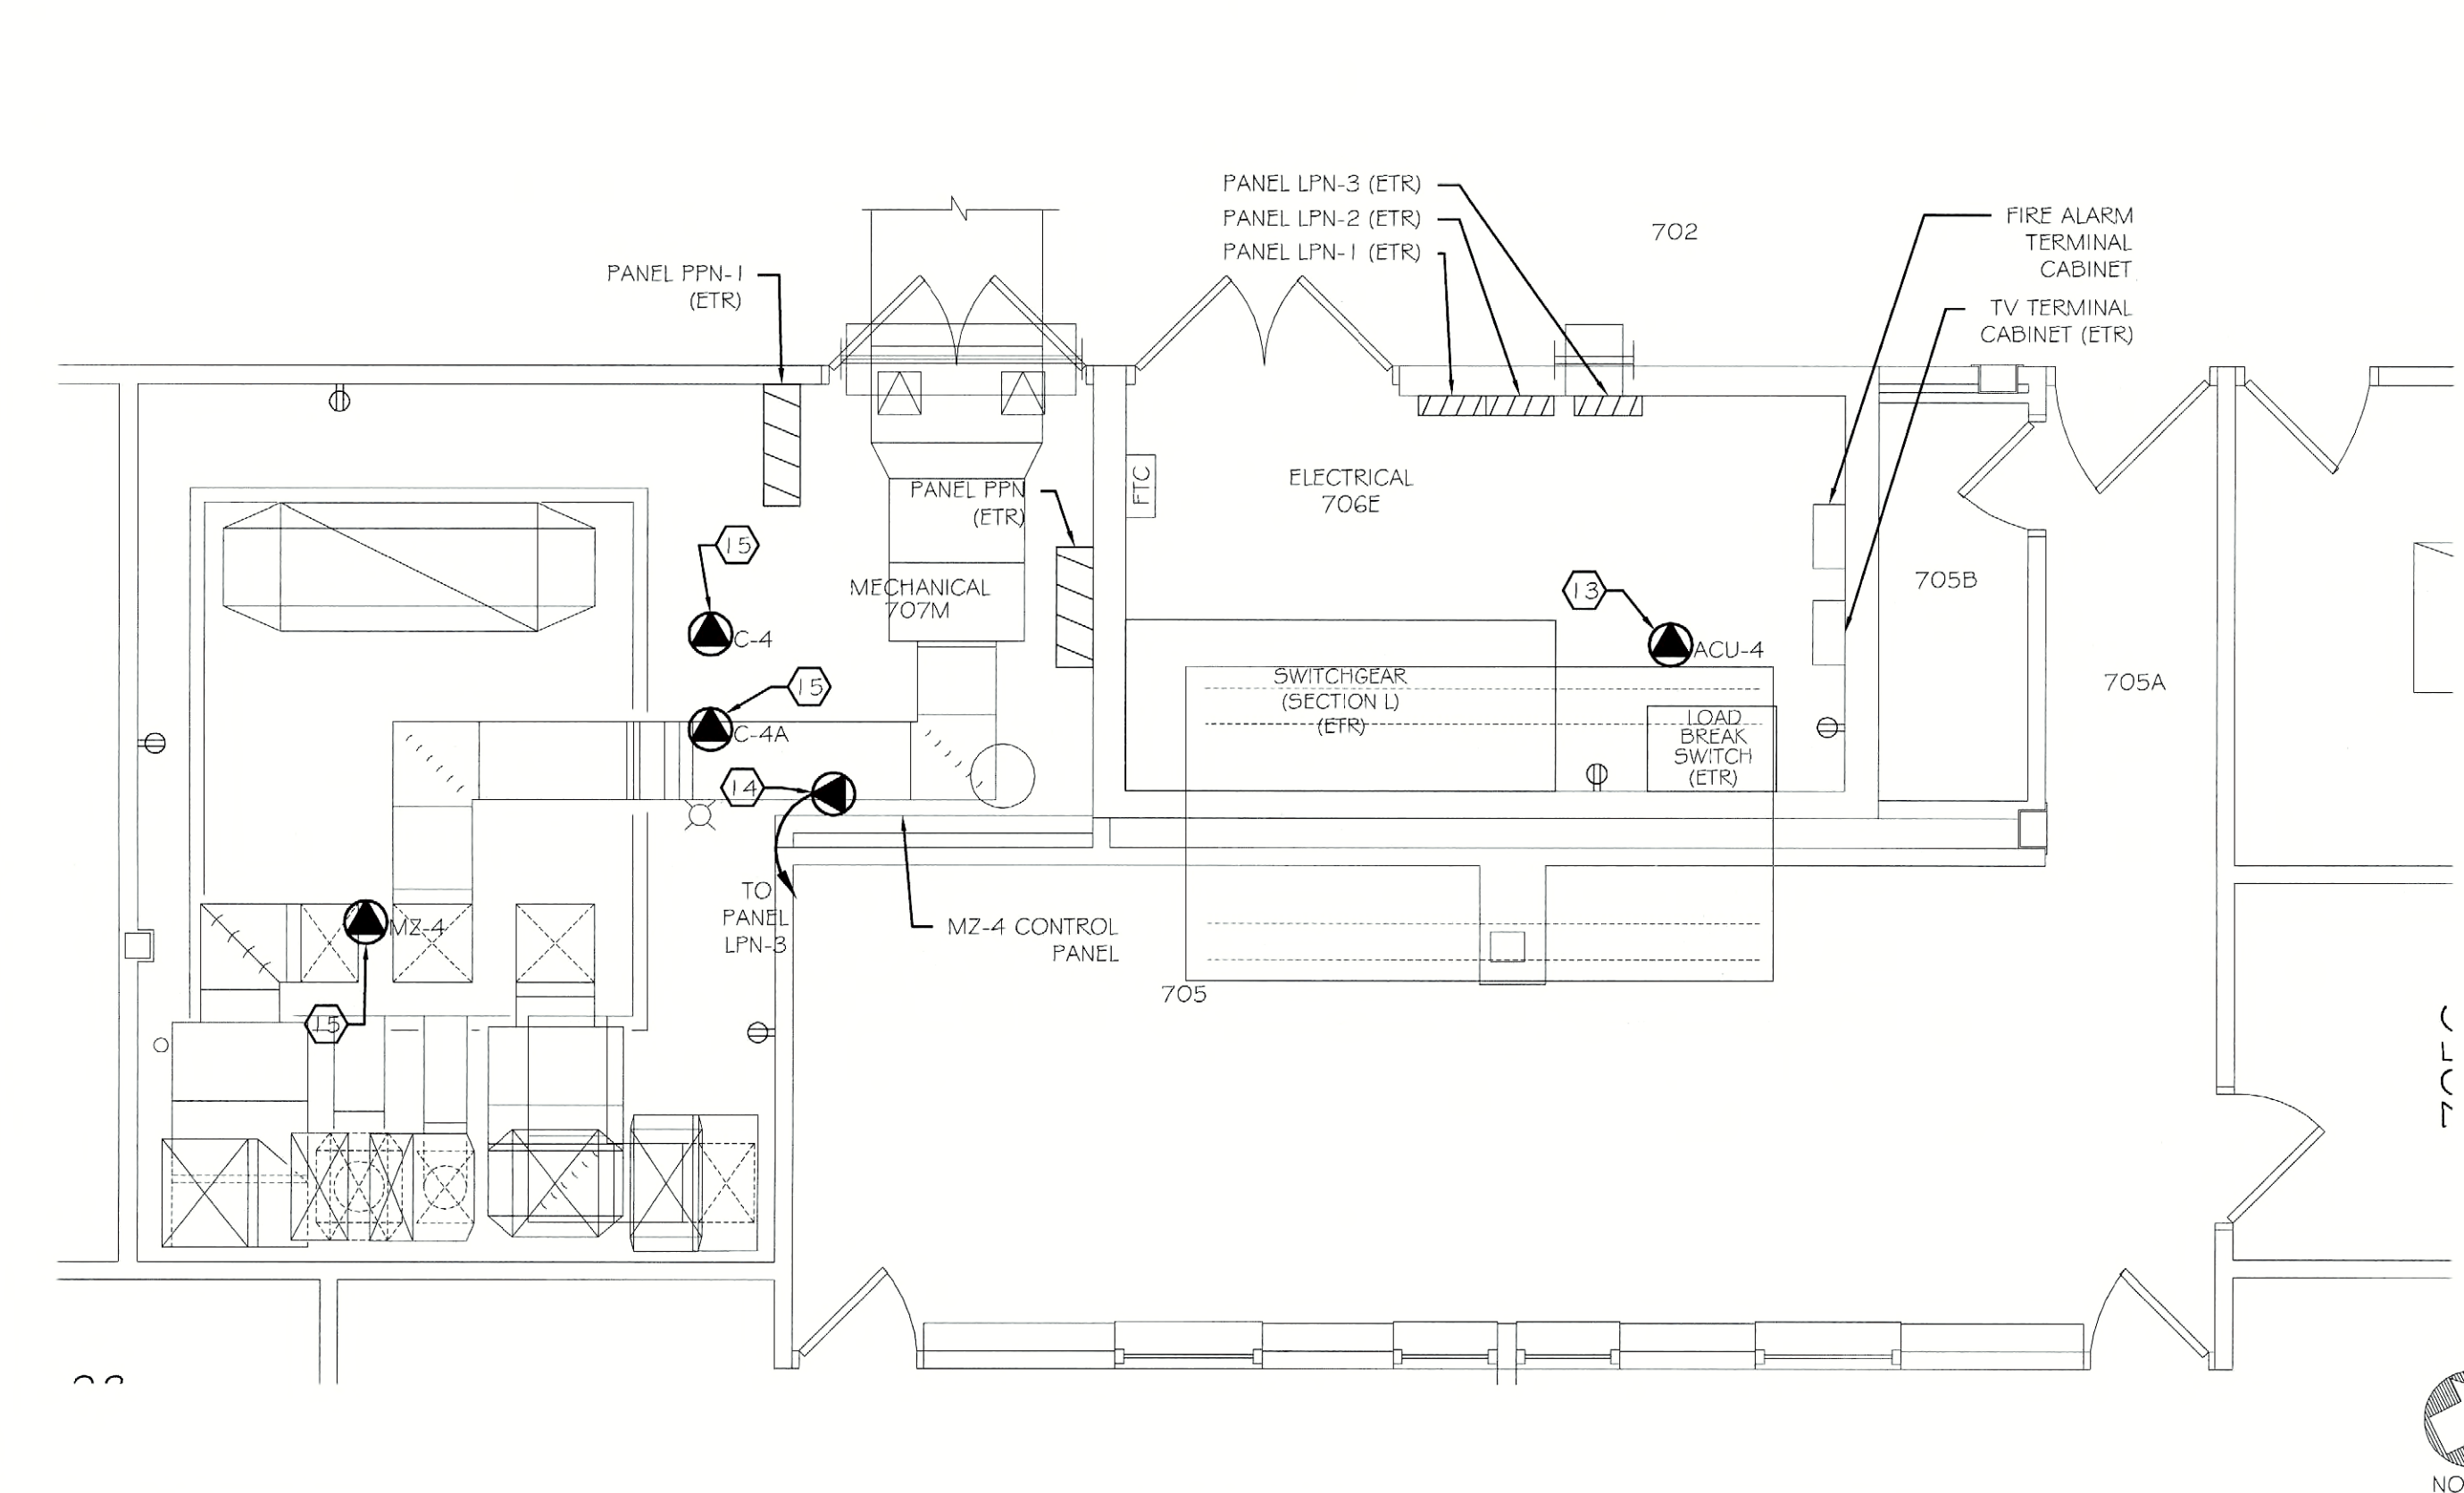 PANEL LPN-3 (ETR)
PANEL LPN-2 (ETR)
PANEL LPN-1 (ETR)
702
FIRE ALARM
TERMINAL
CABINET
TV TERMINAL
CABINET (ETR)
PANEL PPN-1
(ETR)
PANEL PPN
(ETR)
FTC
ELECTRICAL
706E
15
MECHANICAL
707M
C-4
13
ACU-4
705B
705A
15
C-4A
14
SWITCHGEAR
(SECTION L)
(ETR)
LOAD
BREAK
SWITCH
(ETR)
TO
PANEL
LPN-3
MZ-4 CONTROL
PANEL
MZ-4
15
705
NO